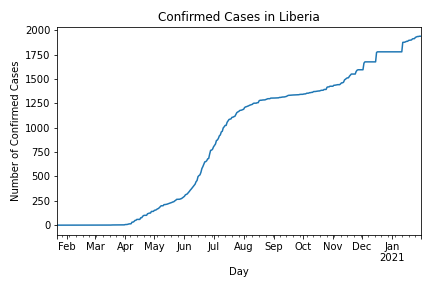 Confirmed Cases in Liberia
Number of Confirmed Cases
2000
1750
1500
1250
1000
750
500
250
0
Feb Mar Apr May Jun Jul Aug Sep Oct Nov Dec Jan
2021
Day